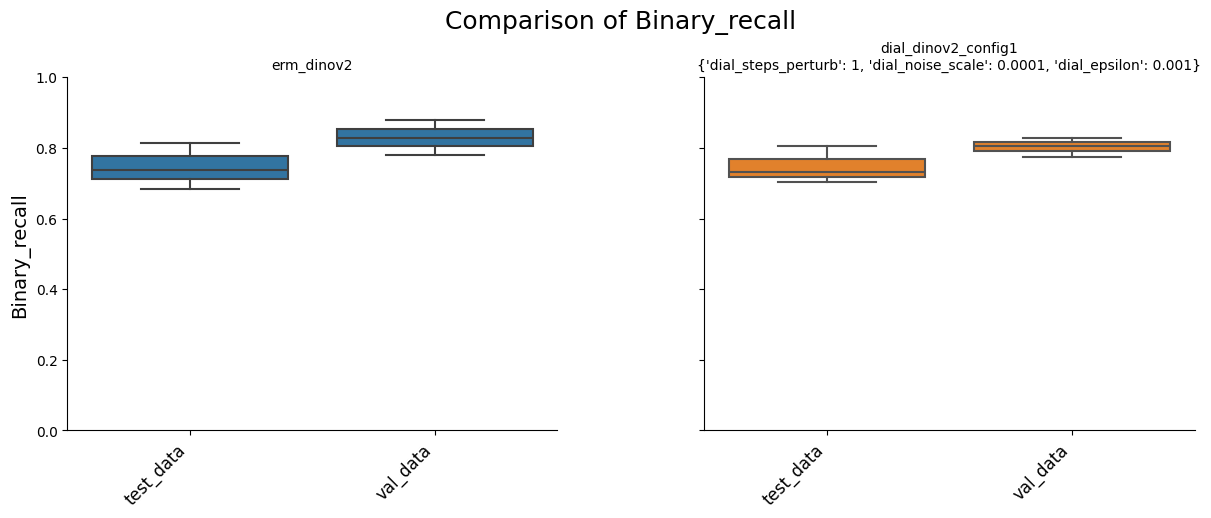 Comparison of Binary_recall
erm_dinov2
dial_dinov2_config1
{'dial_steps_perturb': 1, 'dial_noise_scale': 0.0001, 'dial_epsilon': 0.001}
1.0
0.8
0.6
0.4
0.2
0.0
Binary_recall
test_data
val_data
test_data
val_data